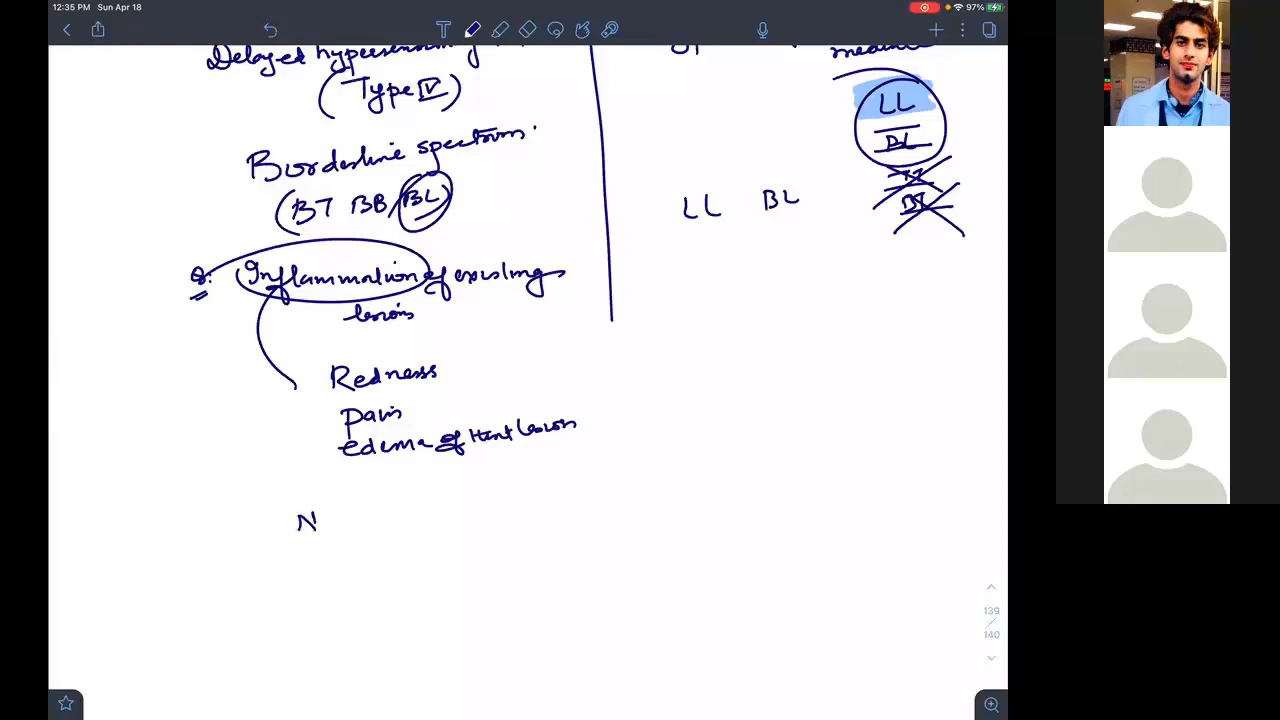 12:35 PM Sun Apr 18
97%
T
Delayed hypersensi
(Type IV)
Borderline spectrum
(BT BB BL
Q: Inflammation of existing
lesions
Redness
Pain
edema of that lesion
N
LL
BL
LL BL
139
140